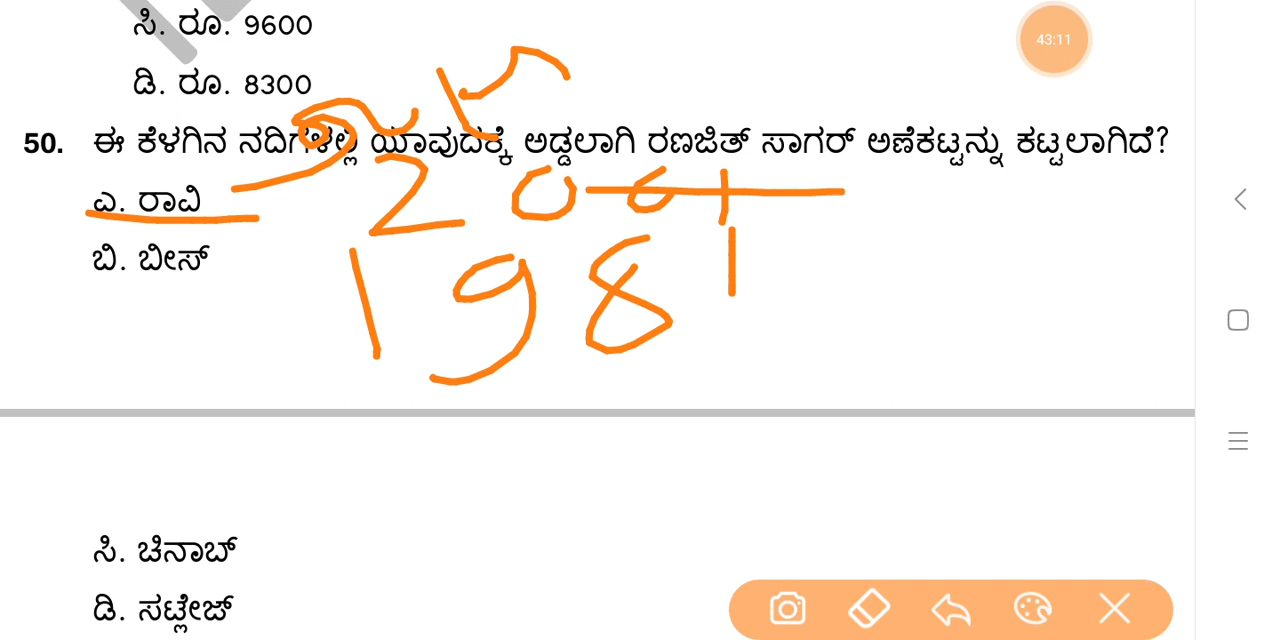 ಸಿ. ರೂ. 9600
43:11
ಡಿ. ರೂ. 8300
50. ಈ ಕೆಳಗಿನ ನದಿಗಳಲ್ಲಿ ಯಾವುದಕ್ಕೆ ಅಡ್ಡಲಾಗಿ ರಣಜಿತ್ ಸಾಗರ್ ಅಣೆಕಟ್ಟನ್ನು ಕಟ್ಟಲಾಗಿದೆ?
ಎ. ರಾವಿ
2001
ಬಿ. ಬೀಸ್
1981
ಸಿ. ಚಿನಾಬ್
ಡಿ. ಸಟ್ಲೇಜ್